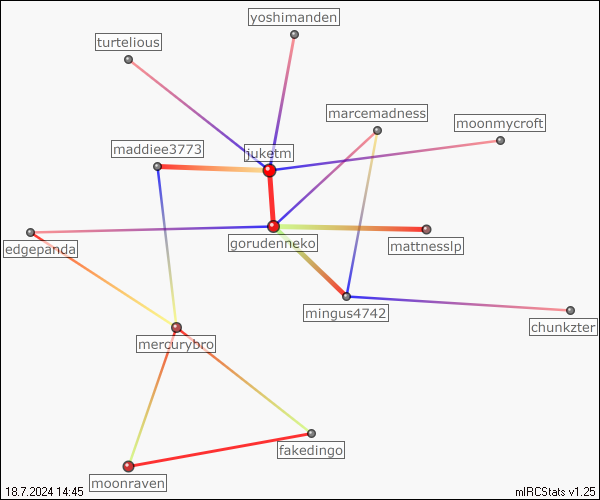 yoshimanden
turtelious
marcemadness
moonmycroft
maddiee3773
juketm
edgepanda
gorudenneko
mattnesslp
mingus4742
chunkzter
mercurybro
fakedingo
moonraven
18.7.2024 14:45
mIRCStats v1.25